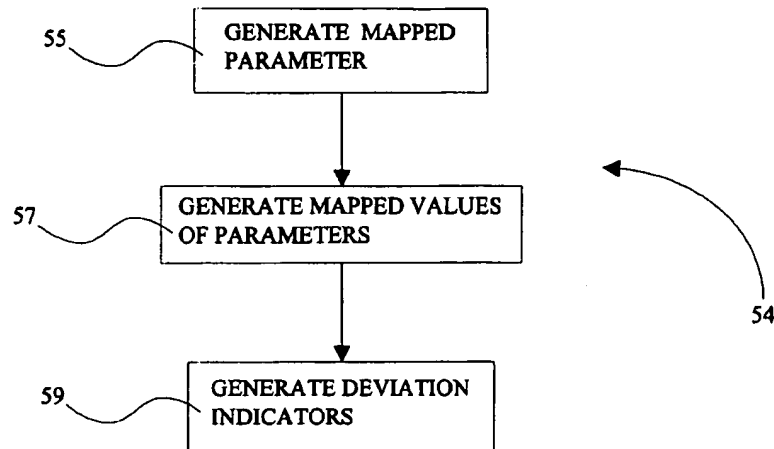 55
GENERATE MAPPED
PARAMETER
57
GENERATE MAPPED VALUES
OF PARAMETERS
54
59
GENERATE DEVIATION
INDICATORS